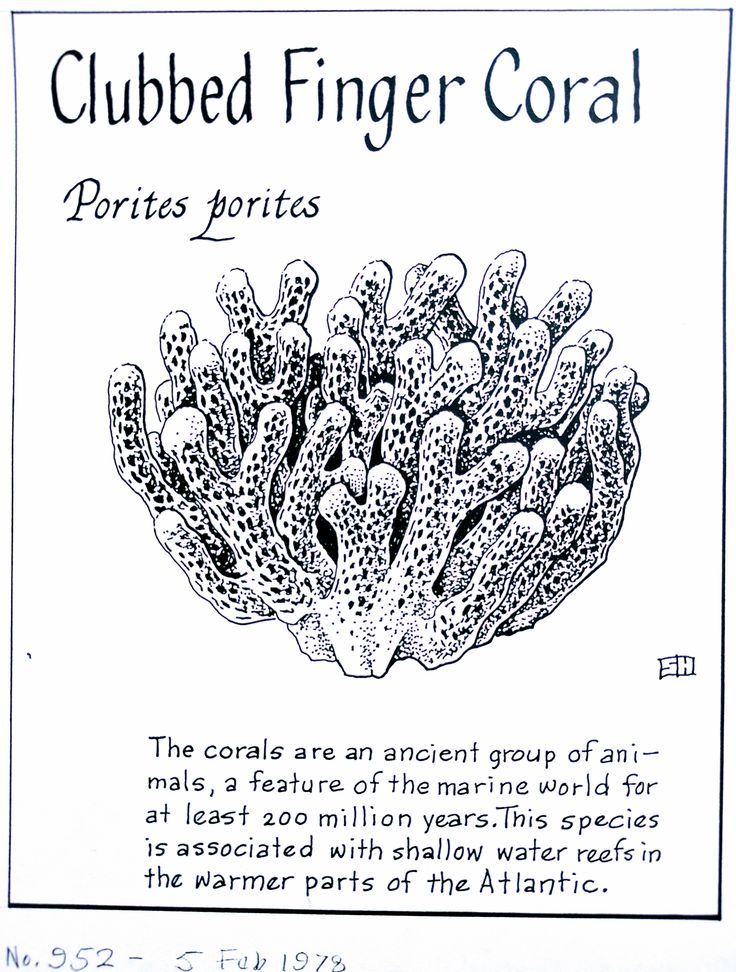 Clubbed Finger Coral
Porites porites
SH
The corals are an ancient group of ani-
mals, a feature of the marine world for
at least 200 million years. This species
is associated with shallow water reefs in
the warmer parts of the Atlantic.
No. 952 - 5 Feb 1978